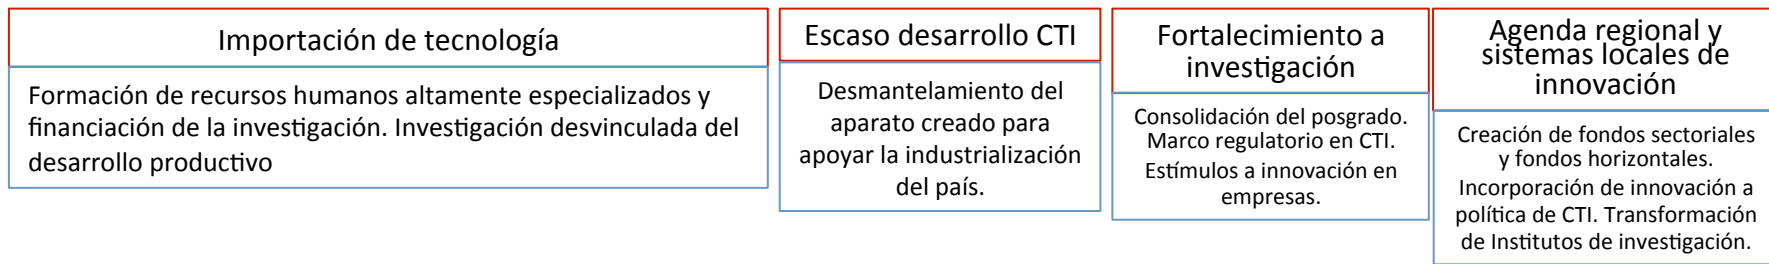 Importación de tecnología
Formación de recursos humanos altamente especializados y
financiación de la investigación. Investigación desvinculada del
desarrollo productivo
Escaso desarrollo CTI
Desmantelamiento del
aparato creado para
apoyar la industrialización
del país.
Fortalecimiento a
investigación
Consolidación del posgrado.
Marco regulatorio en CTI.
Estímulos a innovación en
empresas.
Agenda regional y
sistemas locales de
innovación
Creación de fondos sectoriales
y fondos horizontales.
Incorporación de innovación a
política de CTI. Transformación
de Institutos de investigación.